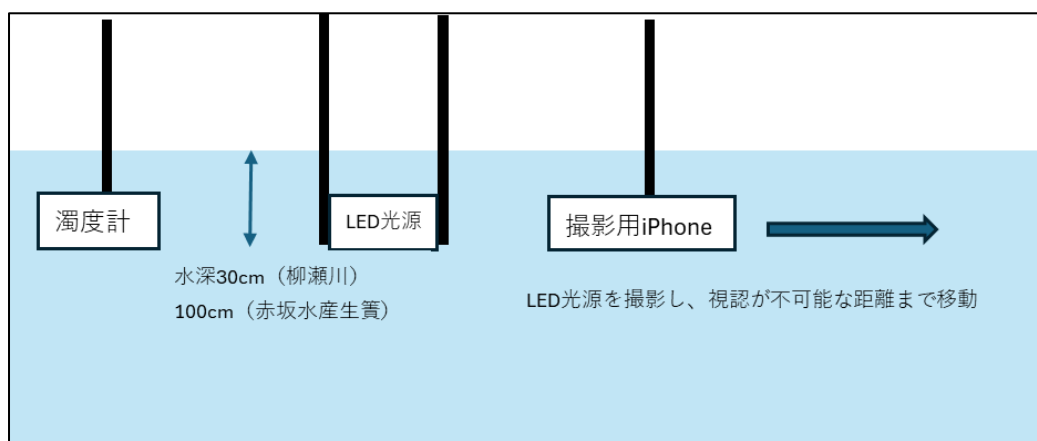 濁度計
LED光源
撮影用iPhone
水深30cm（柳瀬川）
100cm（赤坂水産生簀）
LED光源を撮影し、視認が不可能な距離まで移動